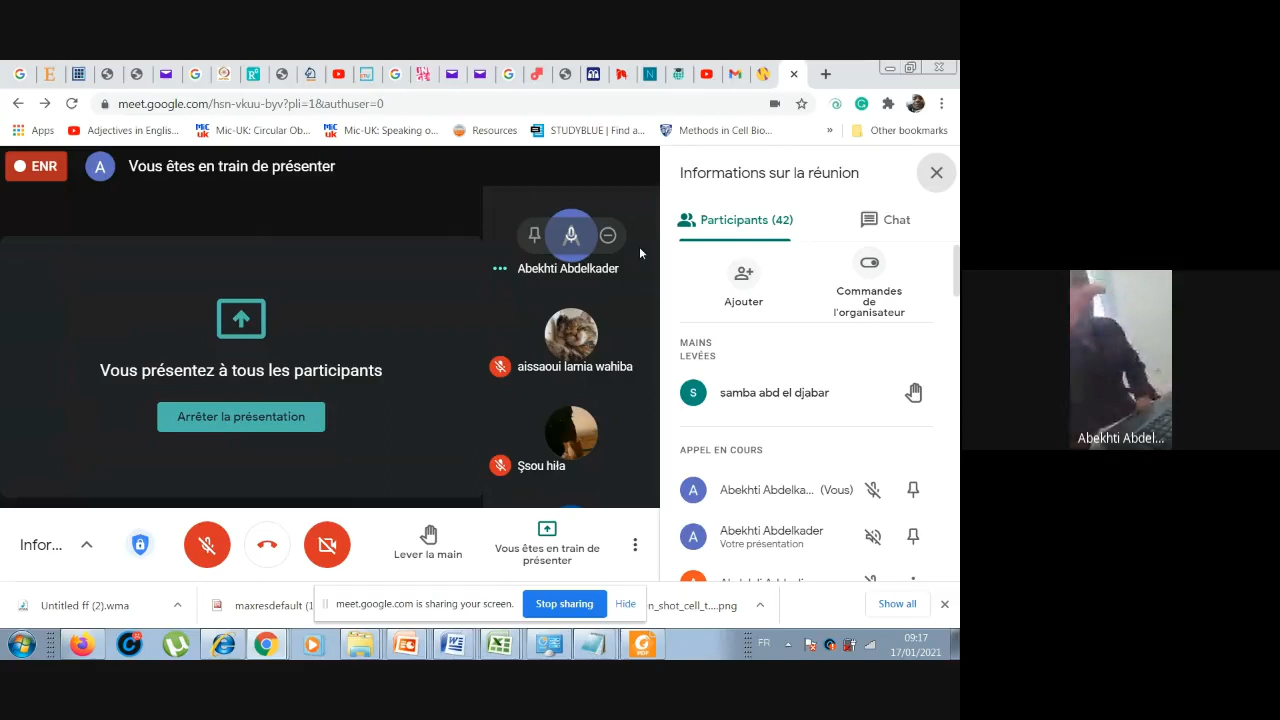 meet.google.com/hsn-vkuu-byv?pli=1&authuser=0
Apps
Adjectives in Englis...
Mic-UK: Circular Ob...
Mic-UK: Speaking o...
Resources
STUDYBLUE | Find a...
Methods in Cell Bio...
»
Other bookmarks
ENR
A
Vous êtes en train de présenter
Informations sur la réunion
Participants (42)
Chat
Ajouter
Commandes
de
l'organisateur
MAINS
LEVÉES
S
samba abd el djabar
APPEL EN COURS
A
Abekhti Abdelka... (Vous)
A
Abekhti Abdelkader
Votre présentation
Abekhti Abdelkader
aissaoui lamia wahiba
Şsou hiła
Vous présentez à tous les participants
Arrêter la présentation
Infor...
Lever la main
Vous êtes en train de
présenter
Untitled ff (2).wma
maxresdefault (1
meet.google.com is sharing your screen.
Stop sharing
Hide
n_shot_cell_t....png
Show all
FR
09:17
17/01/2021
Abekhti Abdel...